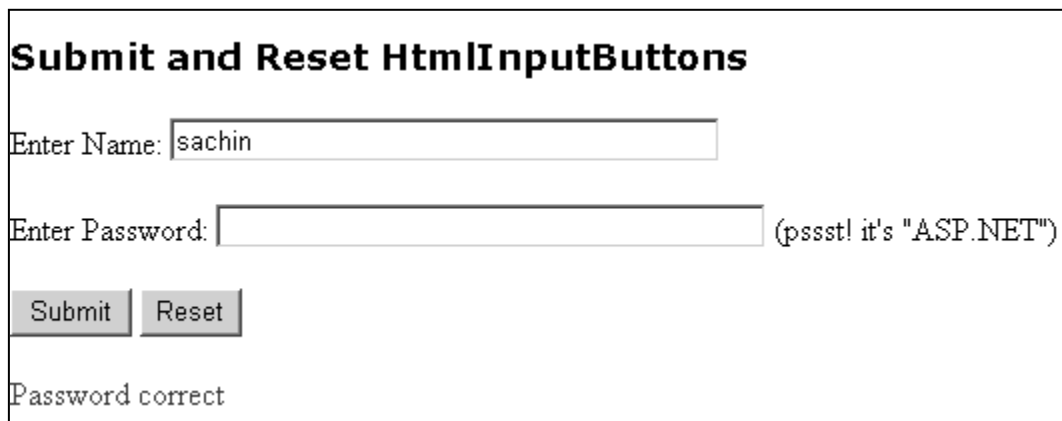 Submit and Reset HtmlInputButtons
Enter Name: sachin
Enter Password: (pssst! it's "ASP.NET")
Submit Reset
Password correct